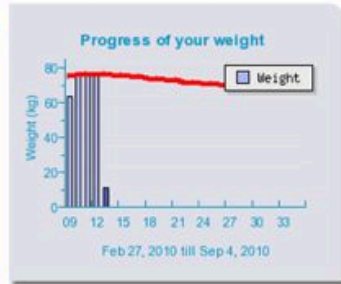 Progress of your weight
Weight
Weight (kg)
80
60
40
20
0
09 12 15 18 21 24 27 30 33
Feb 27, 2010 till Sep 4, 2010